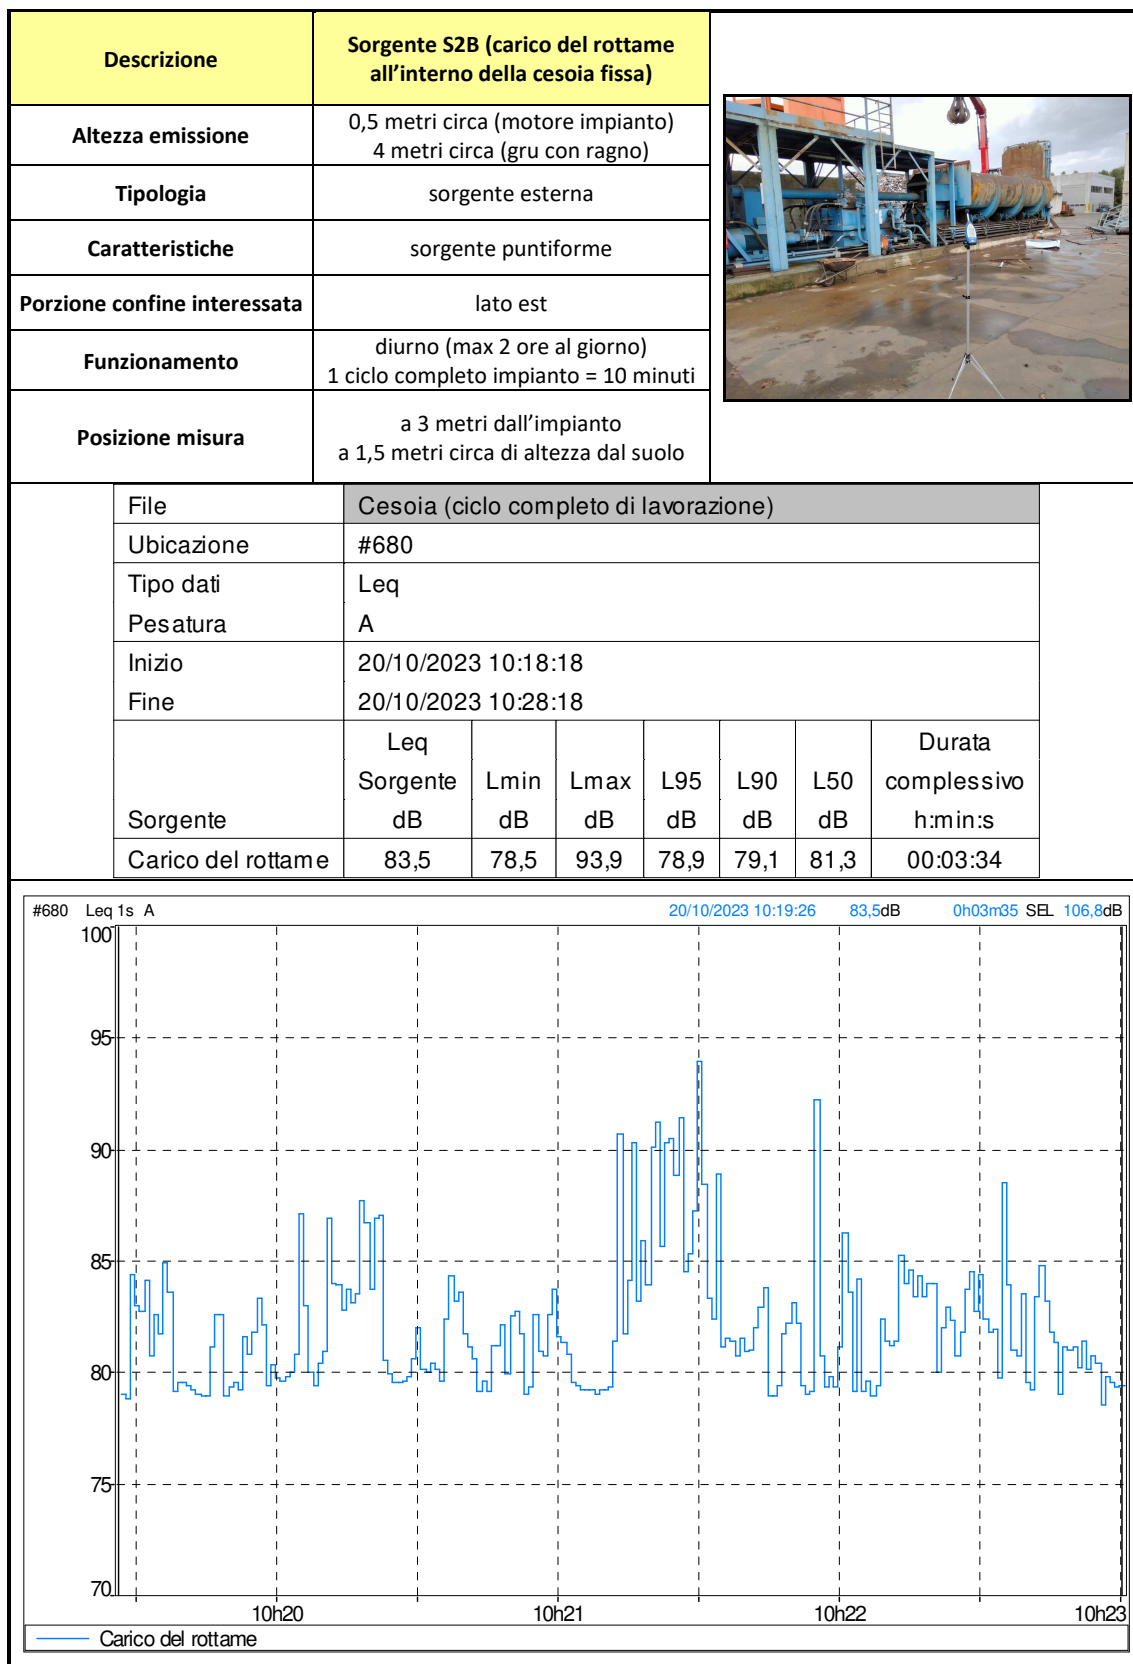 Descrizione
Sorgente S2B (carico del rottame
all'interno della cesoia fissa)
Altezza emissione
0,5 metri circa (motore impianto)
4 metri circa (gru con ragno)
Tipologia
sorgente esterna
Caratteristiche
sorgente puntiforme
Porzione confine interessata
lato est
Funzionamento
diurno (max 2 ore al giorno)
1 ciclo completo impianto = 10 minuti
Posizione misura
a 3 metri dall'impianto
a 1,5 metri circa di altezza dal suolo
File Cesoia (ciclo completo di lavorazione)
Ubicazione #680
Tipo dati Leq
Pesatura A
Inizio 20/10/2023 10:18:18
Fine 20/10/2023 10:28:18
Leq Durata
Sorgente Lmin Lmax L95 L90 L50 complessivo
Sorgente dB dB dB dB dB dB h:min:s
Carico del rottame 83,5 78,5 93,9 78,9 79,1 81,3 00:03:34
#680 Leq 1s A 20/10/2023 10:19:26 83,5dB 0h03m35 SEL 106,8dB
100
95
90
85
80
75
70
10h20 10h21 10h22 10h23
Carico del rottame